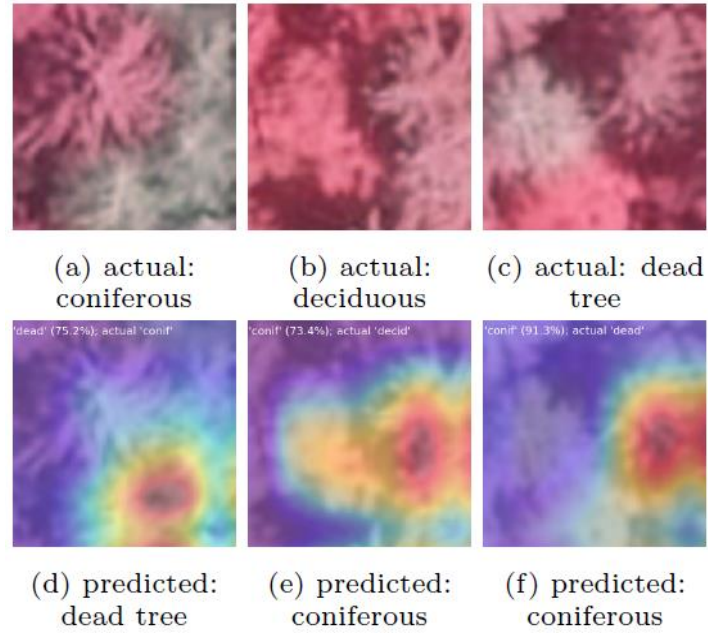 (a) actual:
coniferous
(b) actual:
deciduous
(c) actual: dead
tree
'dead' (75.2%); actual 'conif'
'conif' (73.4%); actual 'decid'
'conif' (91.3%); actual 'dead'
(d) predicted:
dead tree
(e) predicted:
coniferous
(f) predicted:
coniferous